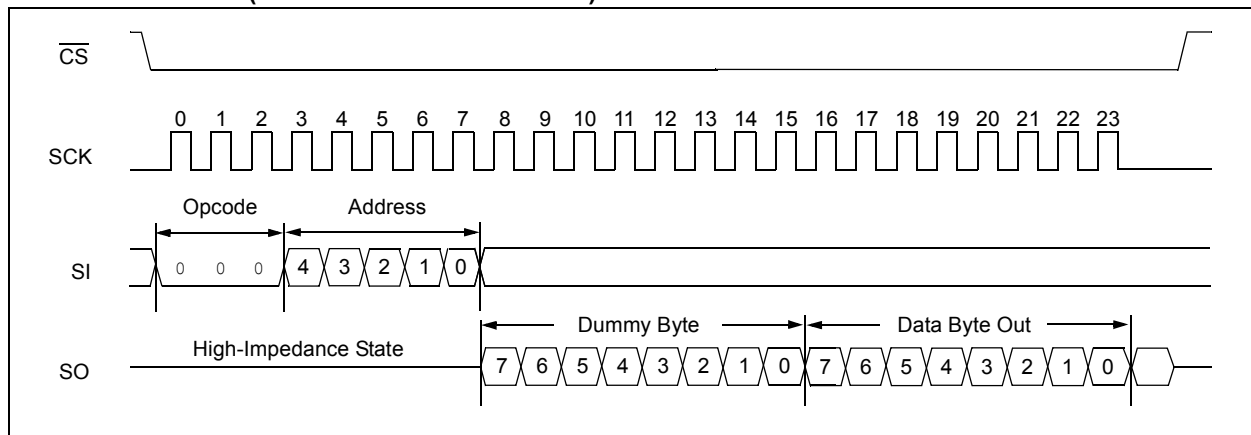 CS
0 1 2 3 4 5 6 7 8 9 10 11 12 13 14 15 16 17 18 19 20 21 22 23
SCK
Opcode Address
SI 0 0 0 4 3 2 1 0
Dummy Byte Data Byte Out
High-Impedance State
SO 7 6 5 4 3 2 1 0 7 6 5 4 3 2 1 0